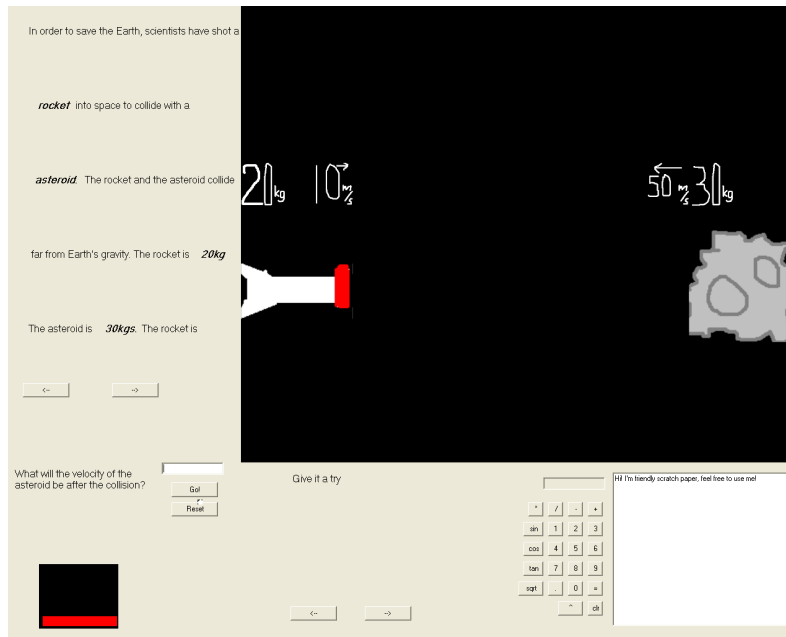 In order to save the Earth, scientists have shot a
rocket into space to collide with a
asteroid. The rocket and the asteroid collide
far from Earth's gravity. The rocket is 20kg
The asteroid is 30kgs. The rocket is
<-- -->
20kg 10 m/s
50 m/s 30kg
What will the velocity of the
asteroid be after the collision?
Go!
Reset
Give it a try
<-- -->
* / - +
sin 1 2 3
cos 4 5 6
tan 7 8 9
sqrt . 0 =
^ clr
Hi! I'm friendly scratch paper, feel free to use me!